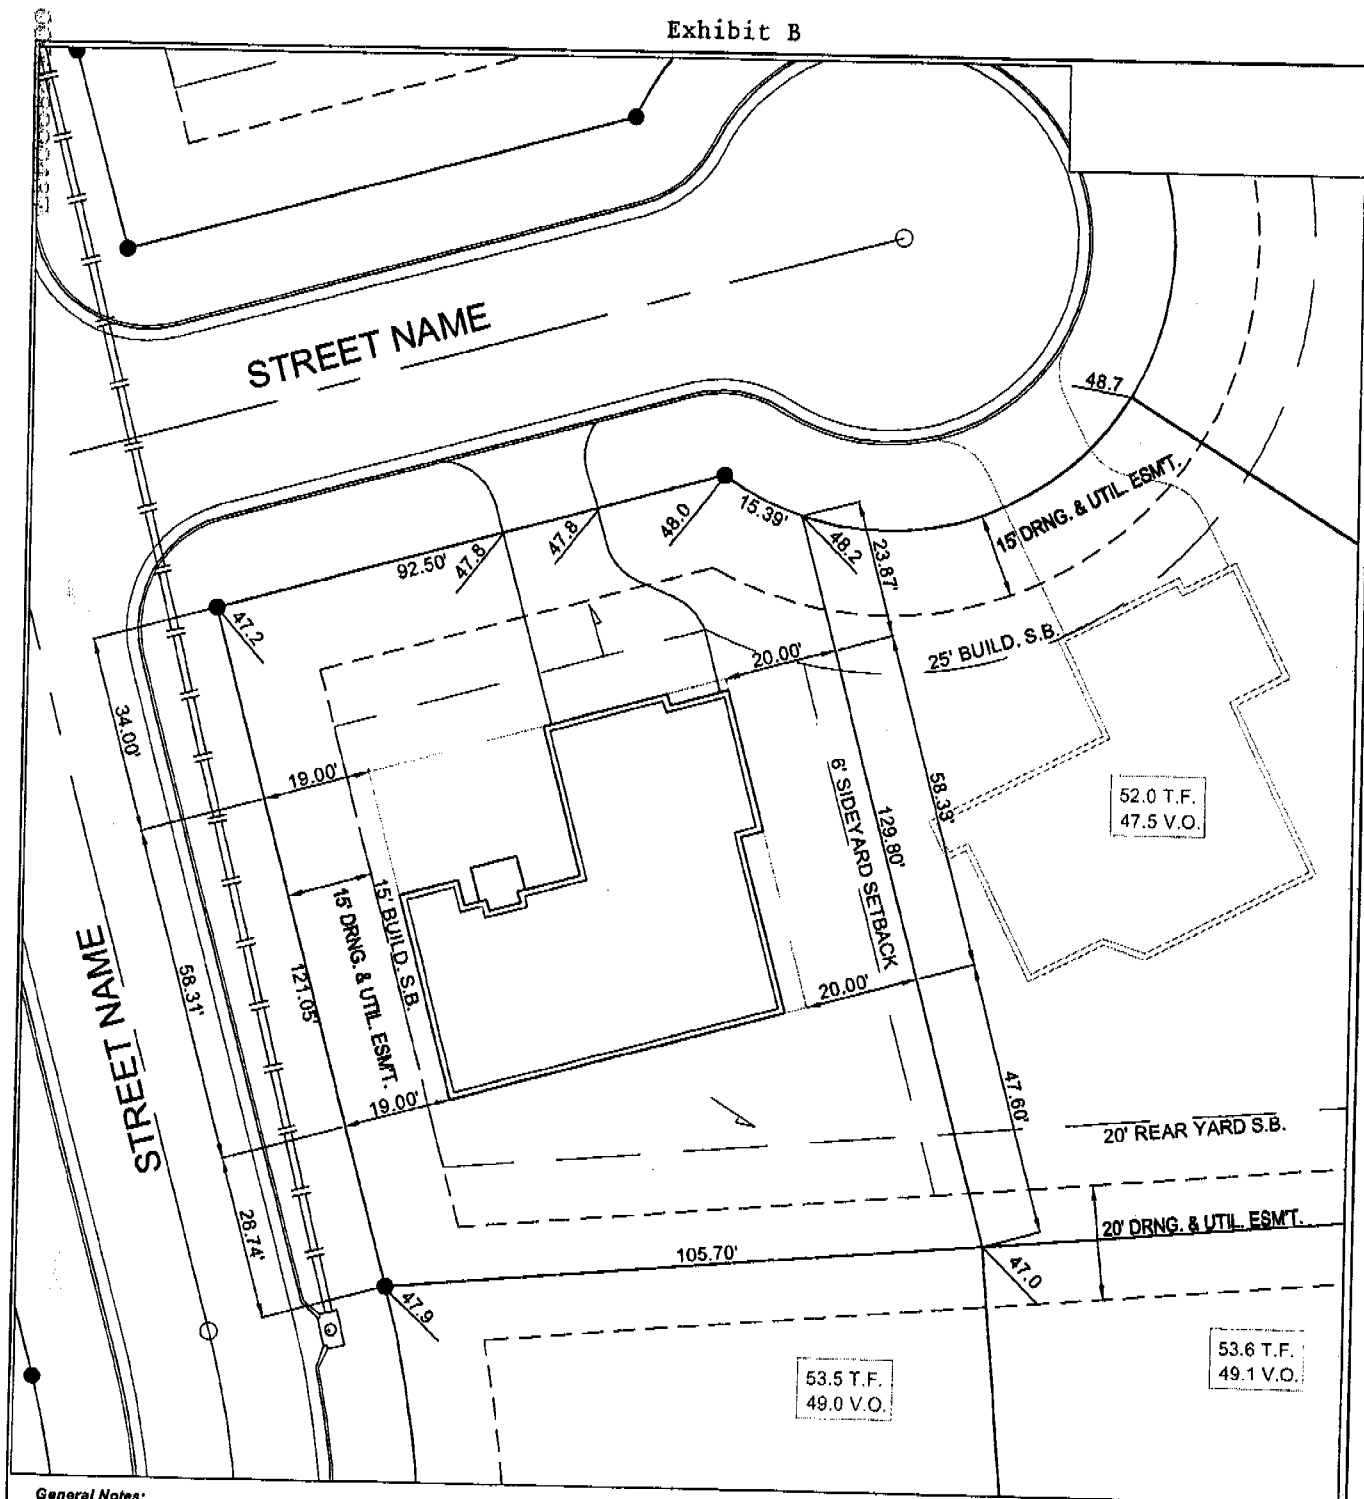 Exhibit B
STREET NAME
48.7
15' DRNG. & UTIL. ESM'T.
15.39'
48.0
47.8
47.8
92.50'
48.2
23.87'
47.2
20.00'
25' BUILD. S.B.
34.00'
19.00'
58.33'
6' SIDEYARD SETBACK
129.80'
52.0 T.F.
47.5 V.O.
15' BUILD. S.B.
15' DRNG. & UTIL. ESM'T.
121.05'
58.31'
STREET NAME
20.00'
47.60'
19.00'
20' REAR YARD S.B.
20' DRNG. & UTIL. ESM'T.
28.74'
105.70'
47.0
47.9
53.5 T.F.
49.0 V.O.
53.6 T.F.
49.1 V.O.
General Notes: